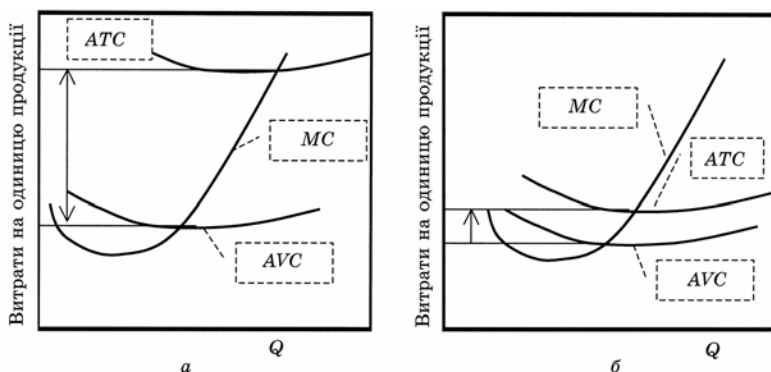 Витрати на одиницю продукції
ATC
MC
AVC
Q
а
Витрати на одиницю продукції
MC
ATC
AVC
Q
б